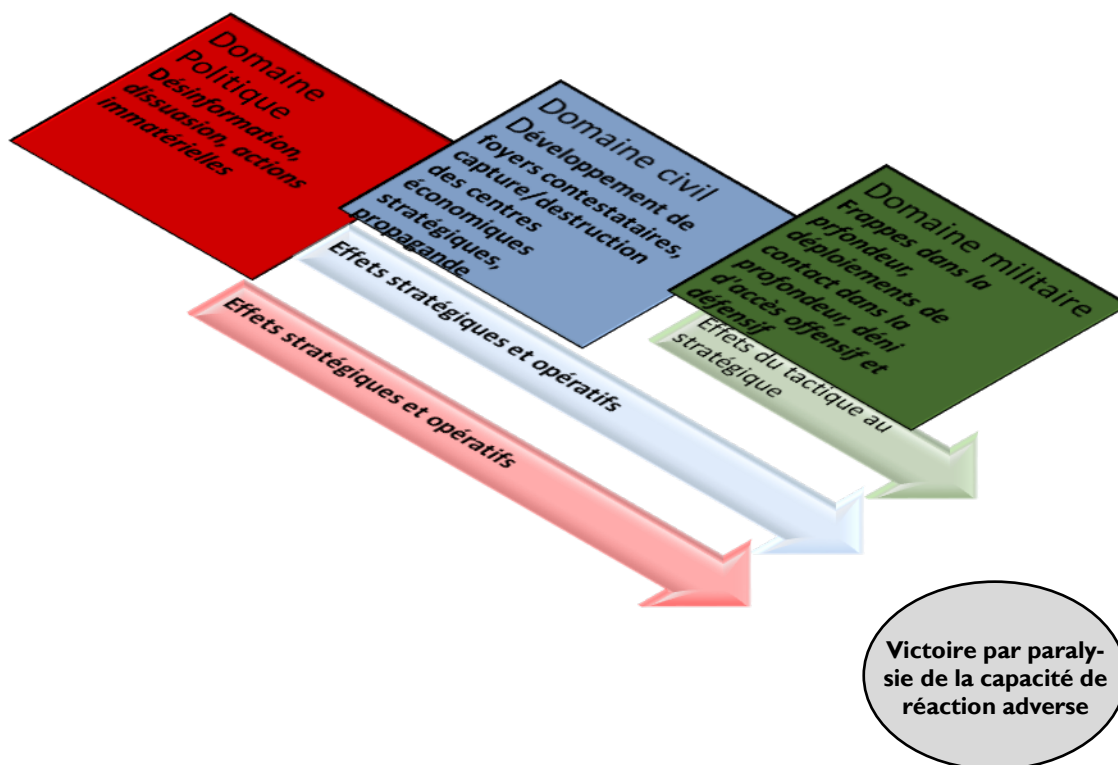 Domaine
Politique
Désinformation,
dissuasion, actions
immatérielles
Domaine civil
Développement de
foyers contestataires,
capture/destruction
des centres
économiques
stratégiques,
propagande
Domaine militaire
Frappes dans la
prfondeur,
déploiements de
contact dans la
profondeur, déni
d'accès offensif et
défensif
Effets stratégiques et opératifs
Effets stratégiques et opératifs
Effets du tactique au
stratégique
Victoire par paraly-
sie de la capacité de
réaction adverse